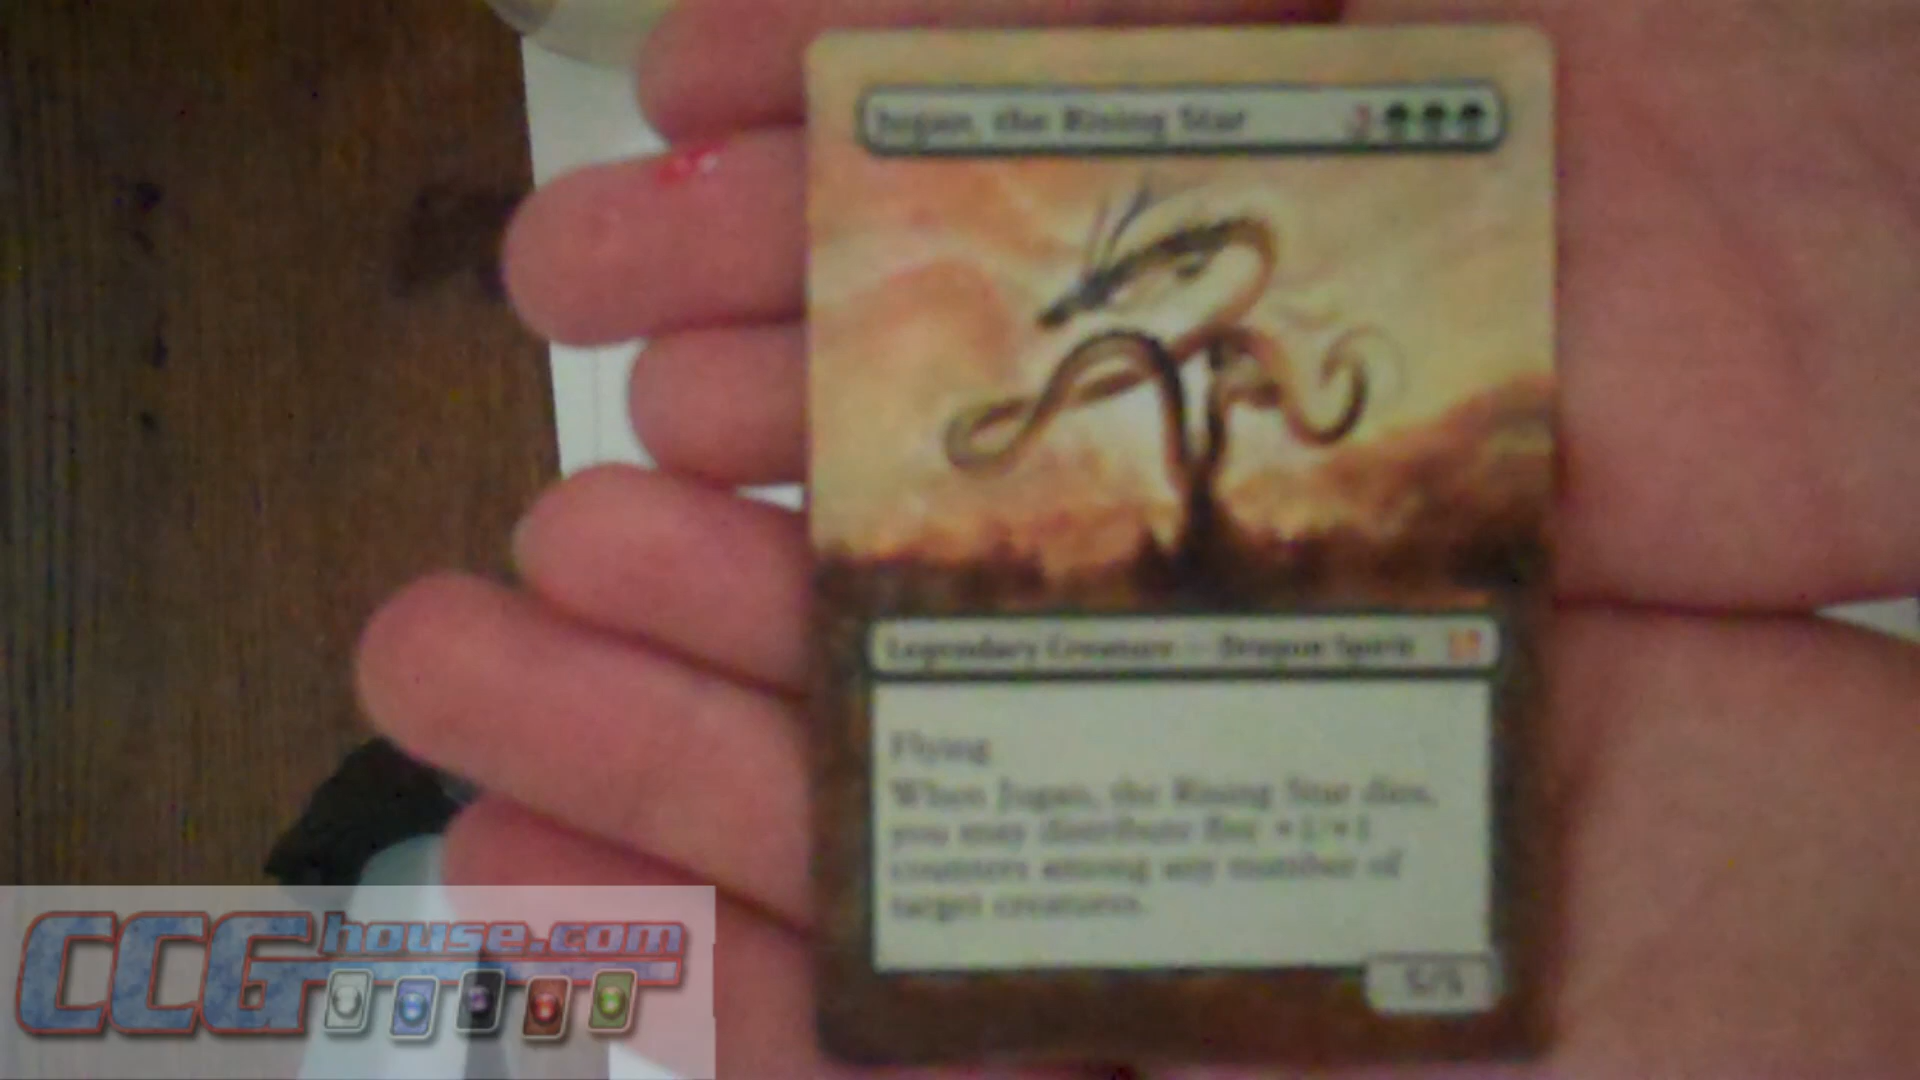 Jugan, the Rising Star 3
Legendary Creature — Dragon Spirit
Flying
When Jugan, the Rising Star dies,
you may distribute five +1/+1
counters among any number of
target creatures.
5/5
CCGhouse.com